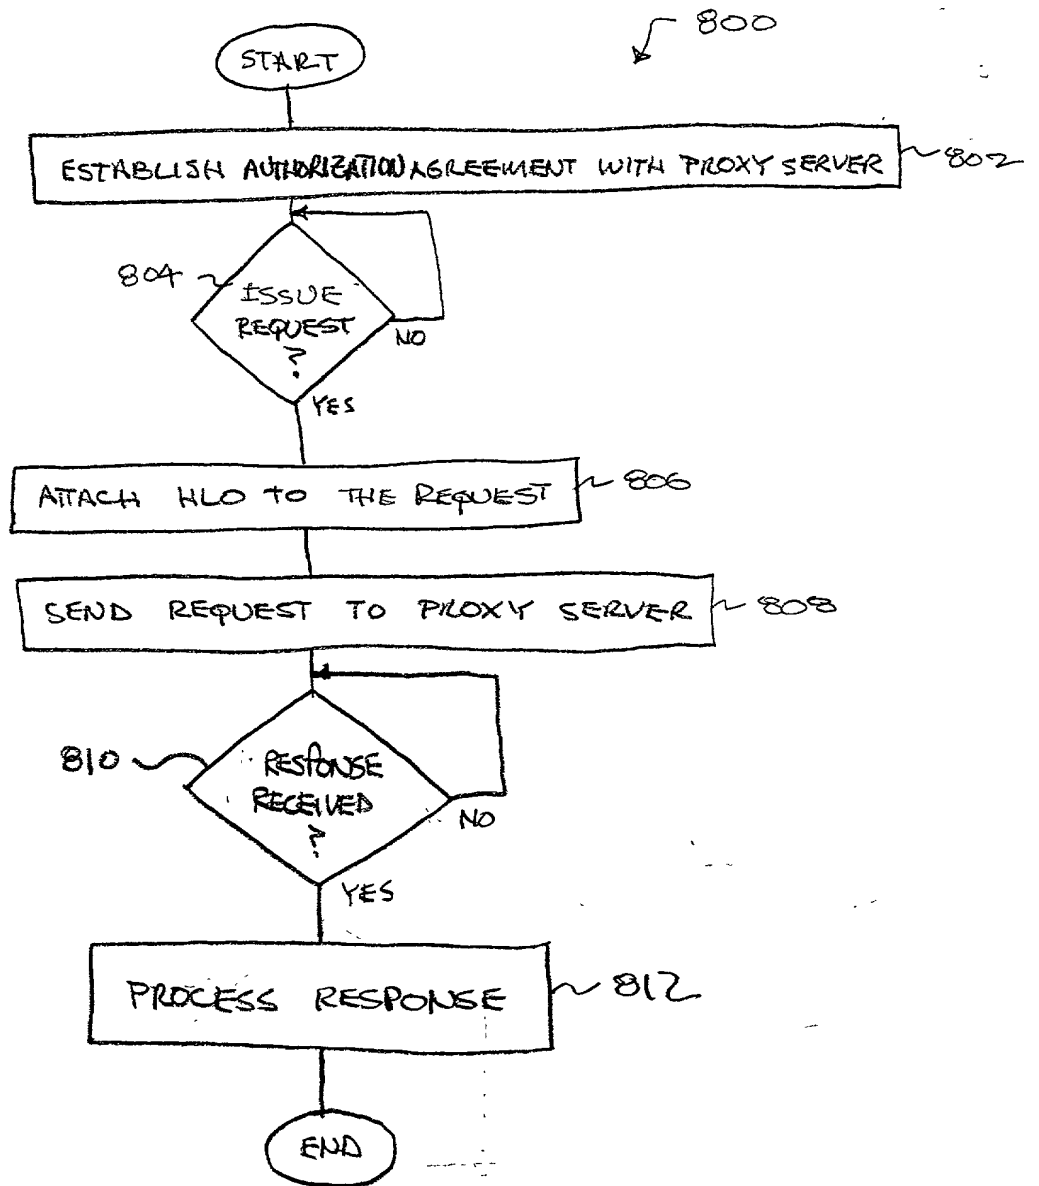 800
START
ESTABLISH AUTHORIZATION AGREEMENT WITH PROXY SERVER
802
804
ISSUE
REQUEST
?
NO
YES
ATTACH HLO TO THE REQUEST
806
SEND REQUEST TO PROXY SERVER
808
810
RESPONSE
RECEIVED
?
NO
YES
PROCESS RESPONSE
812
END